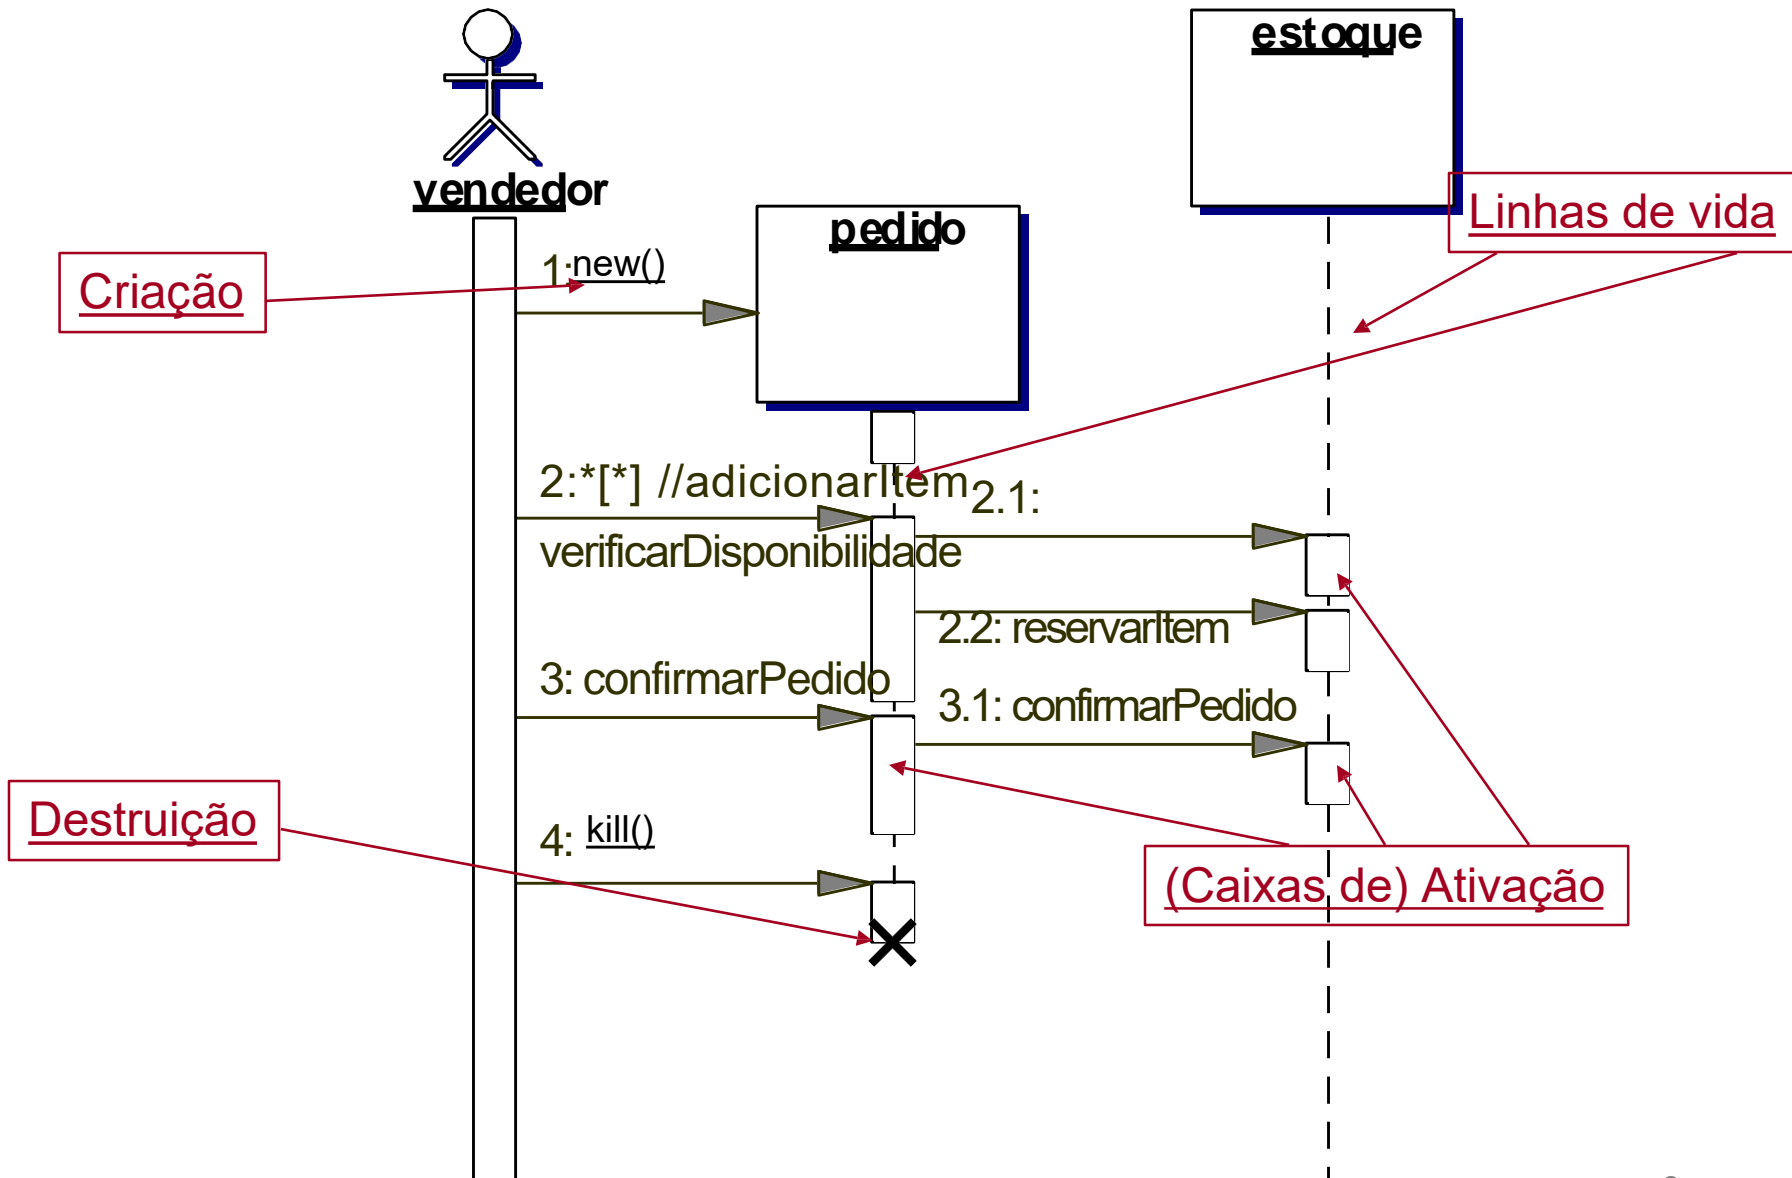 estoque
vendedor
Linhas de vida
pedido
1:new()
Criação
2:*[*] //adicionarItem
2.1:
verificarDisponibilidade
2.2: reservarItem
3: confirmarPedido
3.1: confirmarPedido
Destruição
4: kill()
(Caixas de) Ativação